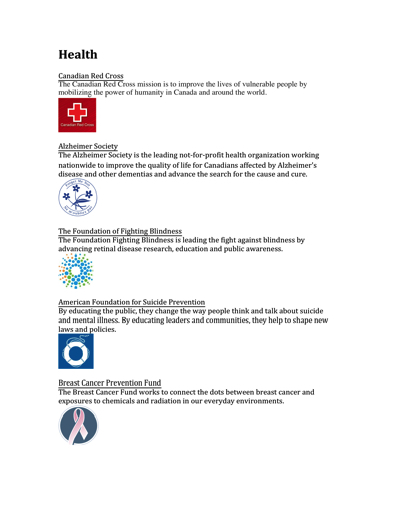 Health
Canadian Red Cross
The Canadian Red Cross mission is to improve the lives of vulnerable people by
mobilizing the power of humanity in Canada and around the world.
Canadian Red Cross
Alzheimer Society
The Alzheimer Society is the leading not-for-profit health organization working
nationwide to improve the quality of life for Canadians affected by Alzheimer's
disease and other dementias and advance the search for the cause and cure.
The Foundation of Fighting Blindness
The Foundation Fighting Blindness is leading the fight against blindness by
advancing retinal disease research, education and public awareness.
American Foundation for Suicide Prevention
By educating the public, they change the way people think and talk about suicide
and mental illness. By educating leaders and communities, they help to shape new
laws and policies.
Breast Cancer Prevention Fund
The Breast Cancer Fund works to connect the dots between breast cancer and
exposures to chemicals and radiation in our everyday environments.